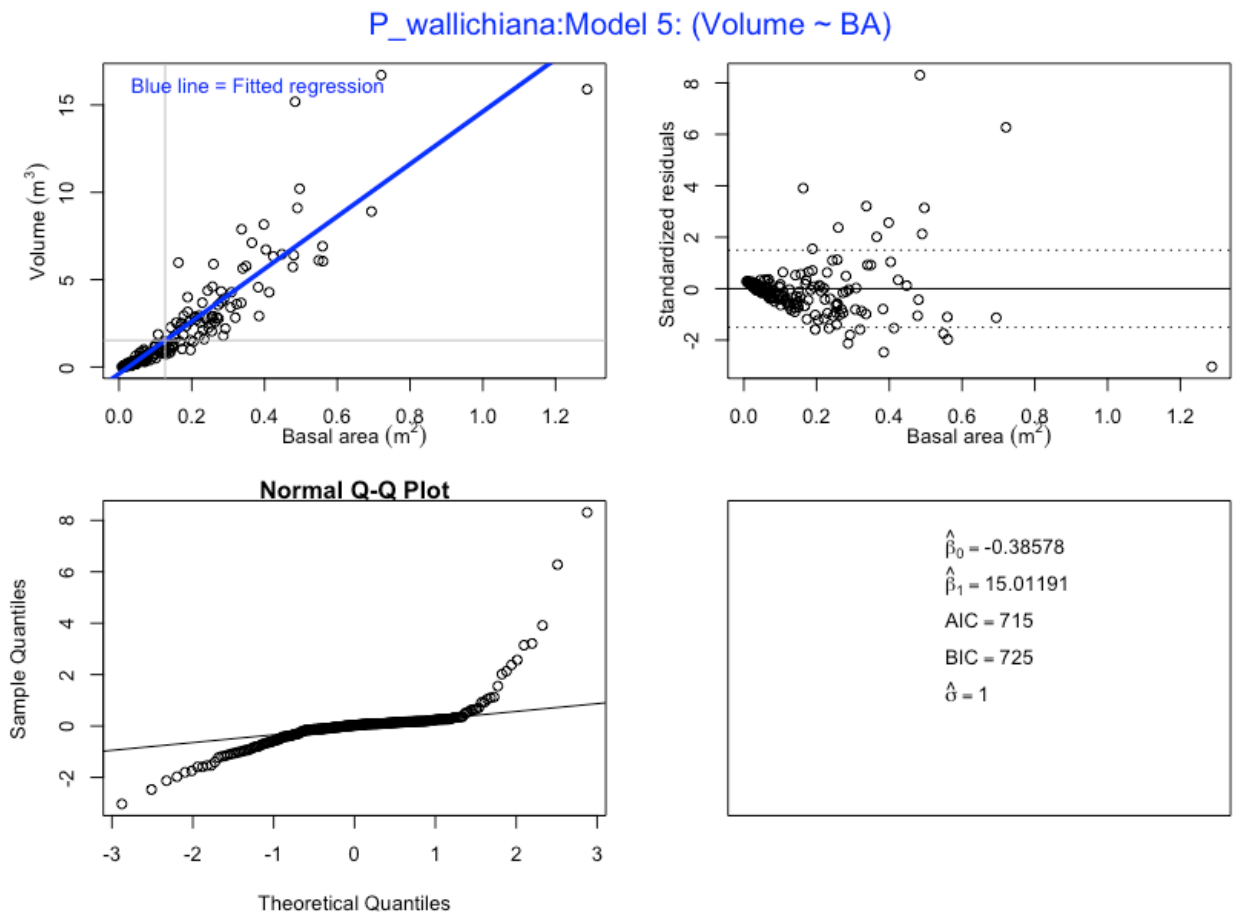 P_wallichiana:Model 5: (Volume ~ BA)
Blue line = Fitted regression
Volume (m³)
0 5 10 15
0.0 0.2 0.4 0.6 0.8 1.0 1.2
Basal area (m²)
Standardized residuals
-2 0 2 4 6 8
0.0 0.2 0.4 0.6 0.8 1.0 1.2
Basal area (m²)
Normal Q-Q Plot
Sample Quantiles
-2 0 2 4 6 8
-3 -2 -1 0 1 2 3
Theoretical Quantiles
β̂₀ = -0.38578
β̂₁ = 15.01191
AIC = 715
BIC = 725
σ̂ = 1